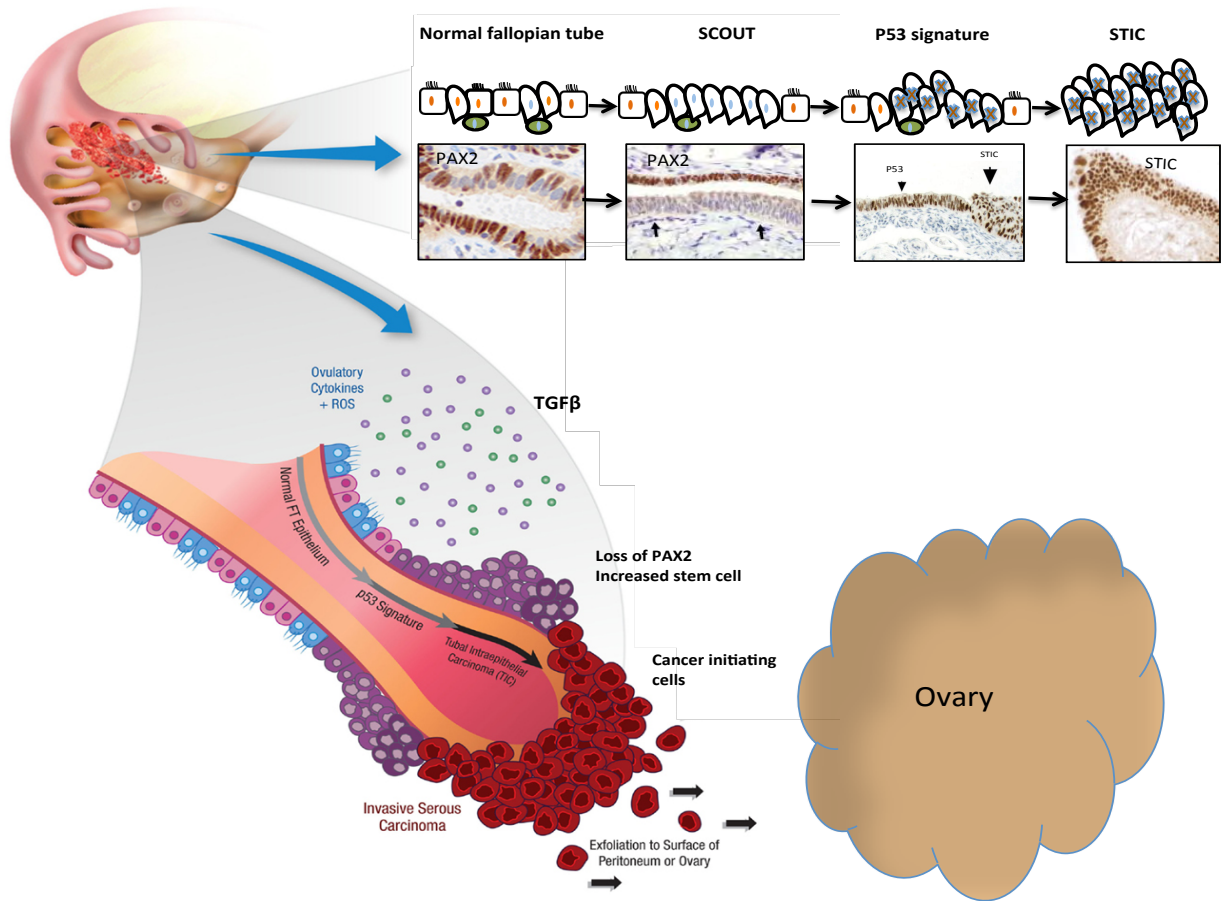 Normal fallopian tube
SCOUT
P53 signature
STIC
PAX2
PAX2
P53
STIC
STIC
Ovulatory
Cytokines
+ ROS
TGFβ
Normal FT Epithelium
p53 Signature
Tubal Intraepithelial
Carcinoma (TIC)
Loss of PAX2
Increased stem cell
Cancer initiating
cells
Ovary
Invasive Serous
Carcinoma
Exfoliation to Surface of
Peritoneum or Ovary